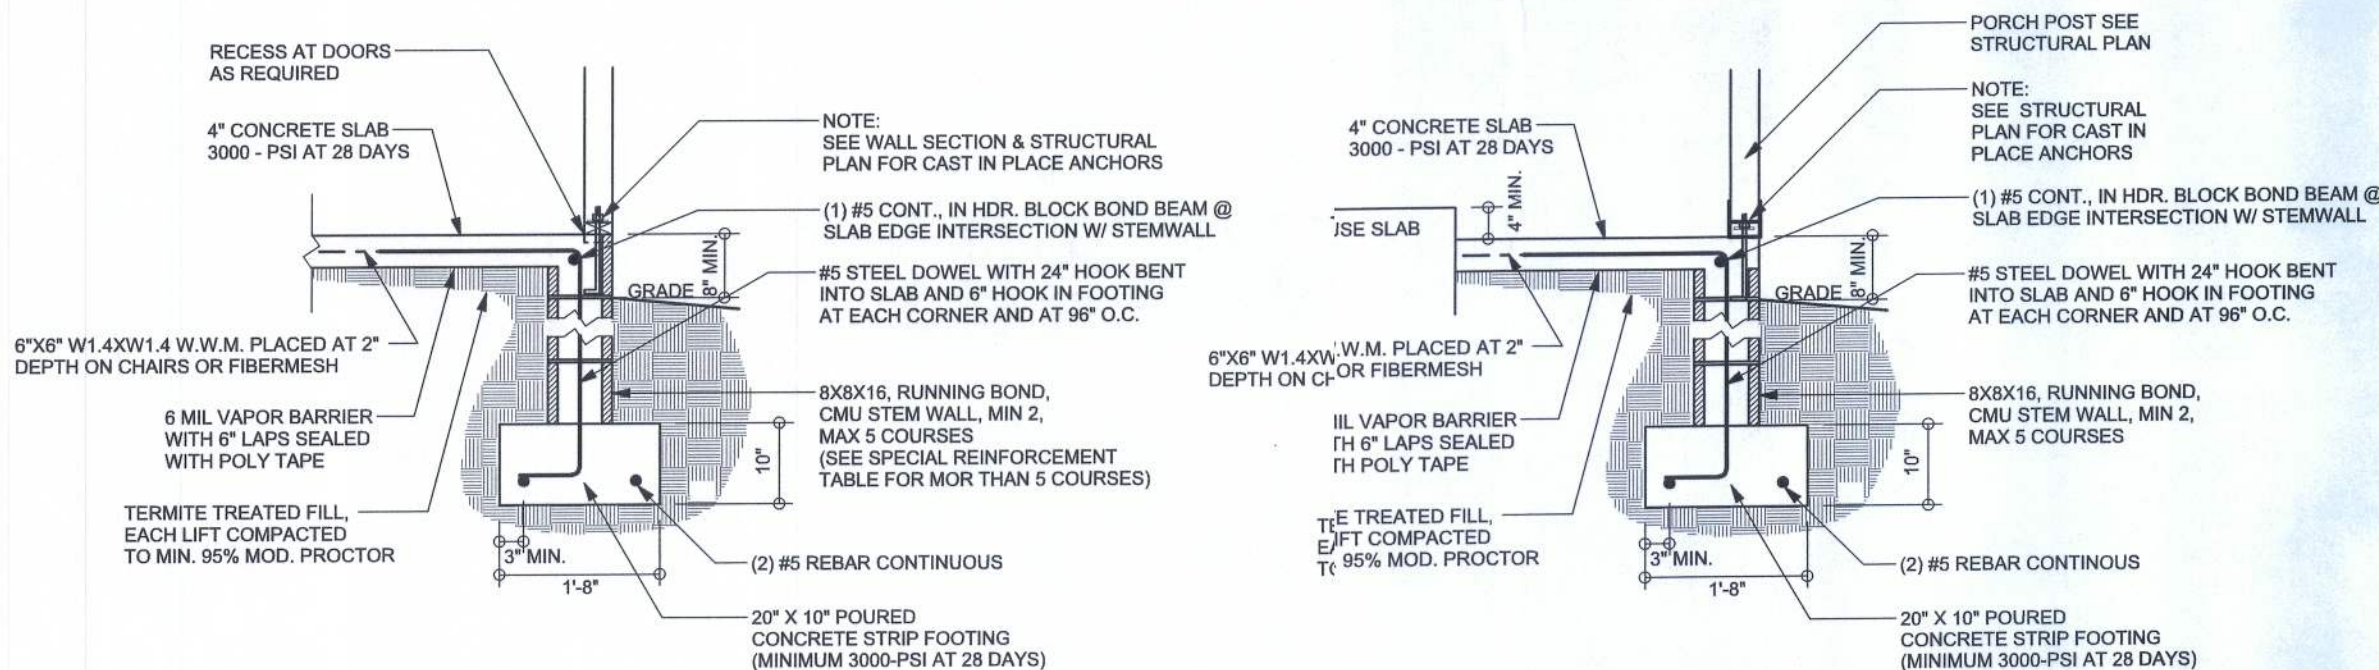 RECESS AT DOORS
AS REQUIRED
4" CONCRETE SLAB
3000 - PSI AT 28 DAYS
6"X6" W1.4XW1.4 W.W.M. PLACED AT 2"
DEPTH ON CHAIRS OR FIBERMESH
6 MIL VAPOR BARRIER
WITH 6" LAPS SEALED
WITH POLY TAPE
TERMITE TREATED FILL,
EACH LIFT COMPACTED
TO MIN. 95% MOD. PROCTOR
NOTE:
SEE WALL SECTION & STRUCTURAL
PLAN FOR CAST IN PLACE ANCHORS
(1) #5 CONT., IN HDR. BLOCK BOND BEAM @
SLAB EDGE INTERSECTION W/ STEMWALL
8" MIN.
GRADE
#5 STEEL DOWEL WITH 24" HOOK BENT
INTO SLAB AND 6" HOOK IN FOOTING
AT EACH CORNER AND AT 96" O.C.
8X8X16, RUNNING BOND,
CMU STEM WALL, MIN 2,
MAX 5 COURSES
(SEE SPECIAL REINFORCEMENT
TABLE FOR MOR THAN 5 COURSES)
10"
3" MIN.
1'-8"
(2) #5 REBAR CONTINUOUS
20" X 10" POURED
CONCRETE STRIP FOOTING
(MINIMUM 3000-PSI AT 28 DAYS)
4" CONCRETE SLAB
3000 - PSI AT 28 DAYS
4" MIN.
USE SLAB
6"X6" W1.4XW .W.M. PLACED AT 2"
DEPTH ON CH OR FIBERMESH
MIL VAPOR BARRIER
TH 6" LAPS SEALED
TH POLY TAPE
TE E TREATED FILL,
EA IFT COMPACTED
TO 95% MOD. PROCTOR
PORCH POST SEE
STRUCTURAL PLAN
NOTE:
SEE STRUCTURAL
PLAN FOR CAST IN
PLACE ANCHORS
(1) #5 CONT., IN HDR. BLOCK BOND BEAM @
SLAB EDGE INTERSECTION W/ STEMWALL
8" MIN.
GRADE
#5 STEEL DOWEL WITH 24" HOOK BENT
INTO SLAB AND 6" HOOK IN FOOTING
AT EACH CORNER AND AT 96" O.C.
8X8X16, RUNNING BOND,
CMU STEM WALL, MIN 2,
MAX 5 COURSES
10"
3" MIN.
1'-8"
(2) #5 REBAR CONTINOUS
20" X 10" POURED
CONCRETE STRIP FOOTING
(MINIMUM 3000-PSI AT 28 DAYS)